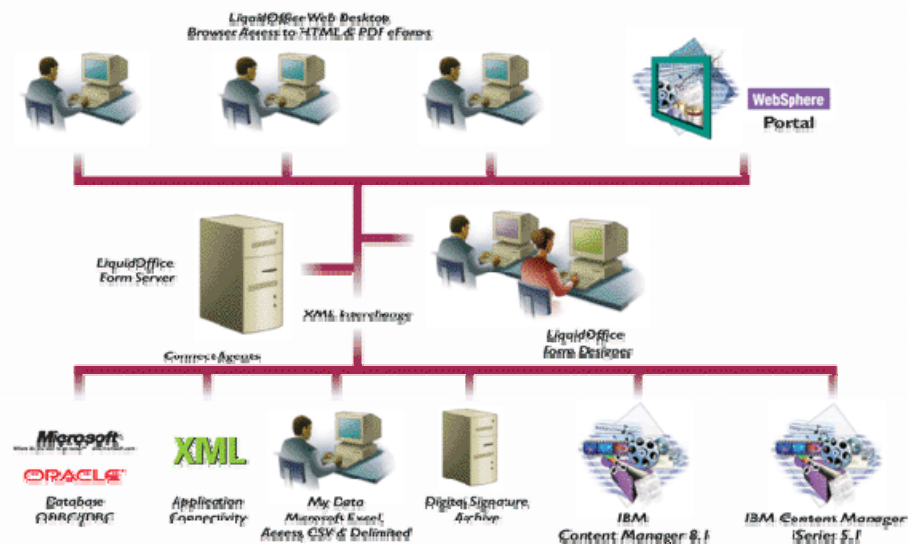 LiquidOffice Web Desktop
Browser Access to HTML & PDF eForms
WebSphere
Portal
LiquidOffice
Form Server
XML Interchange
LiquidOffice
Form Designer
Connect Agents
Microsoft
ORACLE
Database
ODBC/JDBC
XML
Application
Connectivity
My Data
Microsoft Excel,
Access, CSV & Delimited
Digital Signature
Archive
IBM
Content Manager 8.1
IBM Content Manager
iSeries 5.1